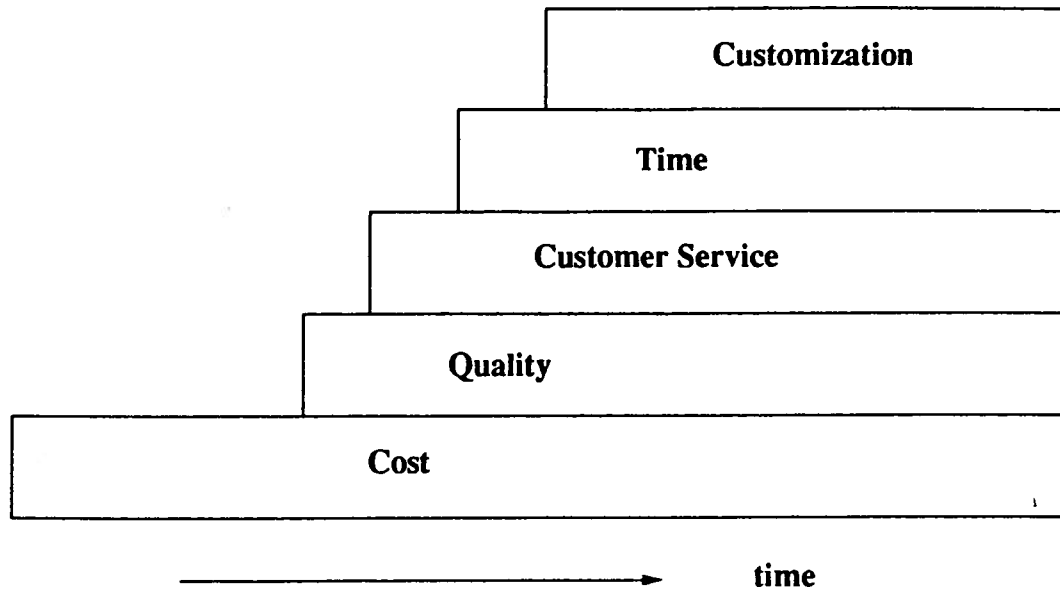 Customization
Time
Customer Service
Quality
Cost
time